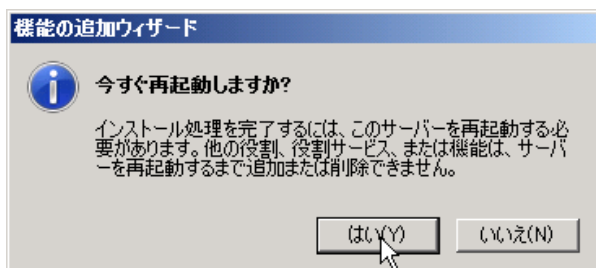 機能の追加ウィザード
今すぐ再起動しますか?
インストール処理を完了するには、このサーバーを再起動する必
要があります。他の役割、役割サービス、または機能は、サーバ
ーを再起動するまで追加または削除できません。
はい(Y)
いいえ(N)